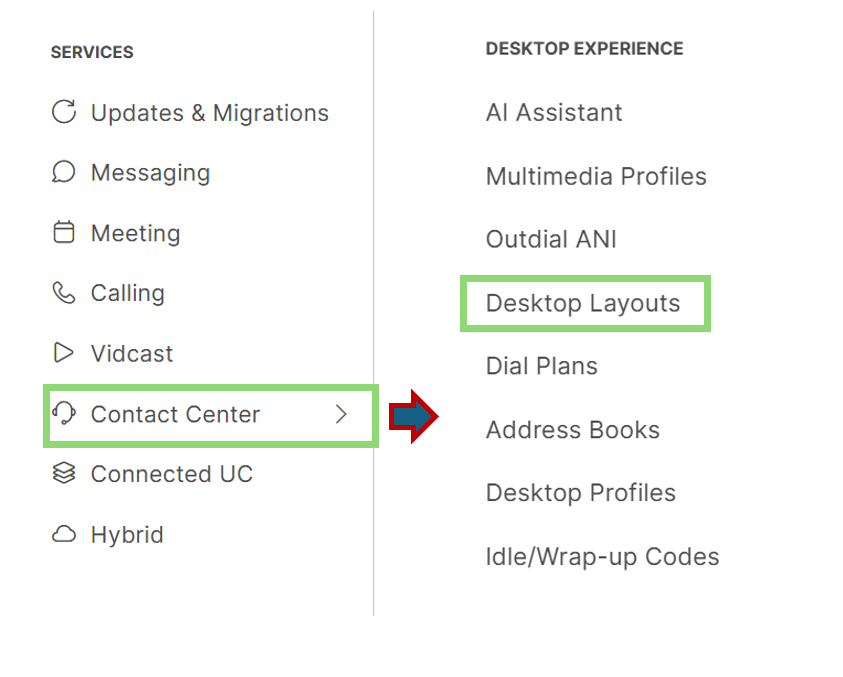 SERVICES
Updates & Migrations
Messaging
Meeting
Calling
Vidcast
Contact Center
Connected UC
Hybrid
DESKTOP EXPERIENCE
AI Assistant
Multimedia Profiles
Outdial ANI
Desktop Layouts
Dial Plans
Address Books
Desktop Profiles
Idle/Wrap-up Codes